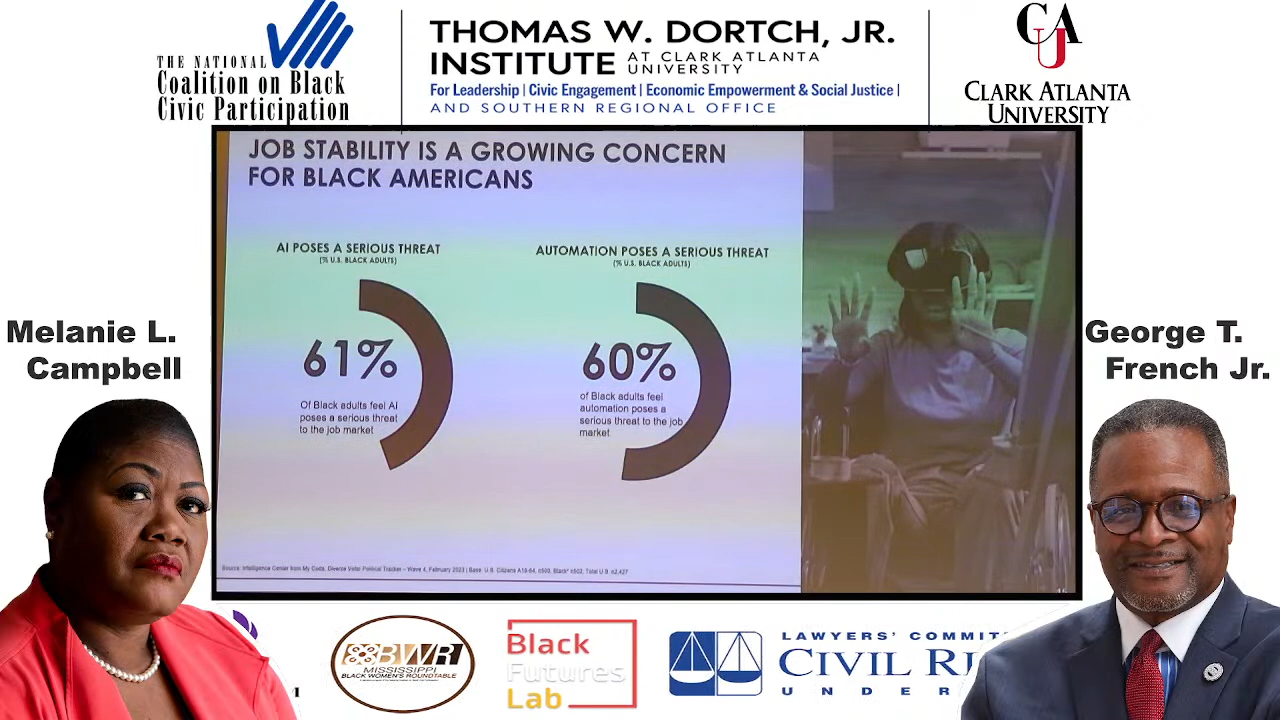 THE NATIONAL
Coalition on Black
Civic Participation
THOMAS W. DORTCH, JR.
INSTITUTE AT CLARK ATLANTA UNIVERSITY
For Leadership | Civic Engagement | Economic Empowerment & Social Justice |
AND SOUTHERN REGIONAL OFFICE
CAU
CLARK ATLANTA
UNIVERSITY
JOB STABILITY IS A GROWING CONCERN
FOR BLACK AMERICANS
AI POSES A SERIOUS THREAT
(% U.S. BLACK ADULTS)
61%
Of Black adults feel AI
poses a serious threat
to the job market
AUTOMATION POSES A SERIOUS THREAT
(% U.S. BLACK ADULTS)
60%
of Black adults feel
automation poses a
serious threat to the job
market
Melanie L.
Campbell
George T.
French Jr.
BWR
MISSISSIPPI
BLACK WOMEN'S ROUNDTABLE
Black
Futures
Lab
LAWYERS' COMMIT
CIVIL RI
UNDER